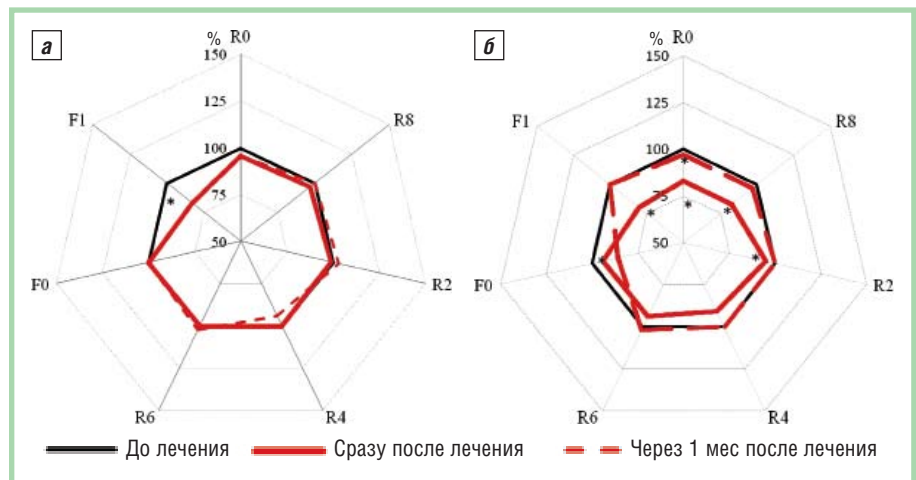 а
%
R0
150
125
100
75
50
F1
R8
F0
R2
R6
R4
*
б
%
R0
150
125
100
75
50
F1
R8
F0
R2
R6
R4
*
*
*
*
*
*
До лечения
Сразу после лечения
Через 1 мес после лечения